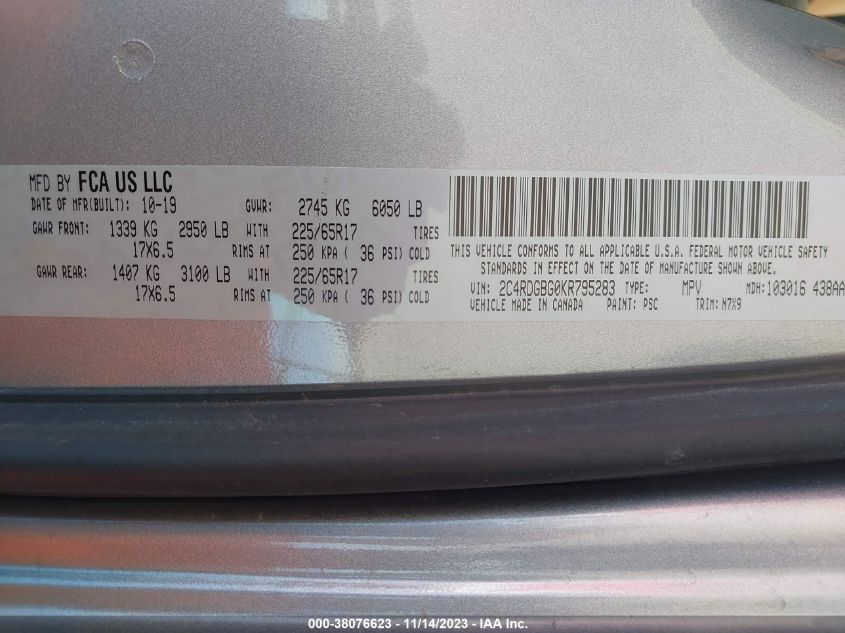 MFD BY FCA US LLC
DATE OF MFR(BUILT): 10-19 GVWR: 2745 KG 6050 LB
GAWR FRONT: 1339 KG 2950 LB WITH 225/65R17 TIRES
17X6.5 RIMS AT 250 KPA ( 36 PSI) COLD
GAWR REAR: 1407 KG 3100 LB WITH 225/65R17 TIRES
17X6.5 RIMS AT 250 KPA ( 36 PSI) COLD
THIS VEHICLE CONFORMS TO ALL APPLICABLE U.S.A. FEDERAL MOTOR VEHICLE SAFETY
STANDARDS IN EFFECT ON THE DATE OF MANUFACTURE SHOWN ABOVE.
VIN: 2C4RDGBG0KR795283 TYPE: MPV MDH: 103016 438AA
VEHICLE MADE IN CANADA PAINT: PSC TRIM: N7X9
000-38076623 - 11/14/2023 - IAA Inc.